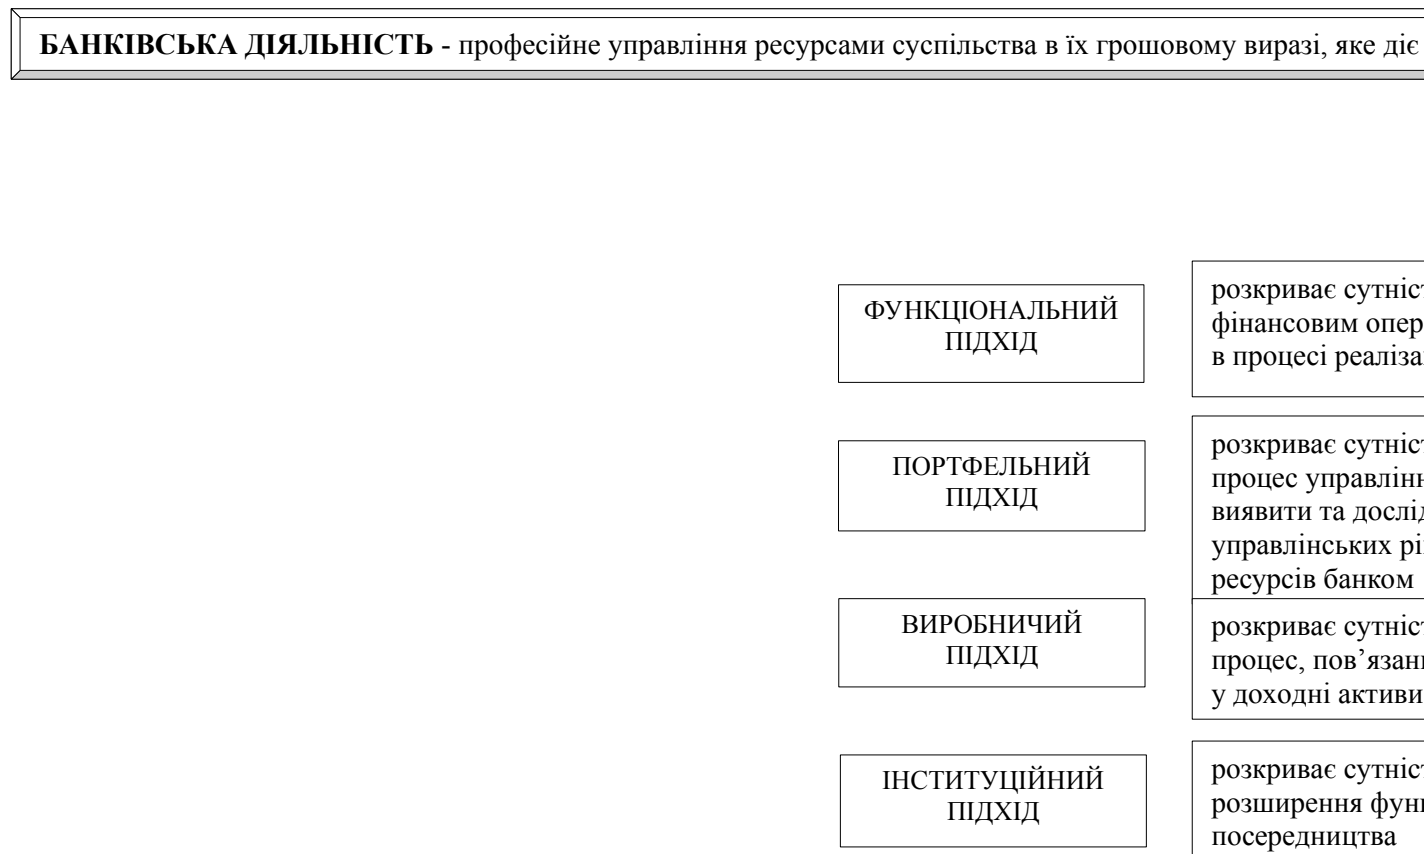 БАНКІВСЬКА ДІЯЛЬНІСТЬ - професійне управління ресурсами суспільства в їх грошовому виразі, яке діє
ФУНКЦІОНАЛЬНИЙ
ПІДХІД
розкриває сутніс
фінансовим опер
в процесі реаліза
ПОРТФЕЛЬНИЙ
ПІДХІД
розкриває сутніс
процес управлін
виявити та дослі
управлінських рі
ресурсів банком
ВИРОБНИЧИЙ
ПІДХІД
розкриває сутніс
процес, пов’язан
у доходні активи
ІНСТИТУЦІЙНИЙ
ПІДХІД
розкриває сутніс
розширення фун
посередництва